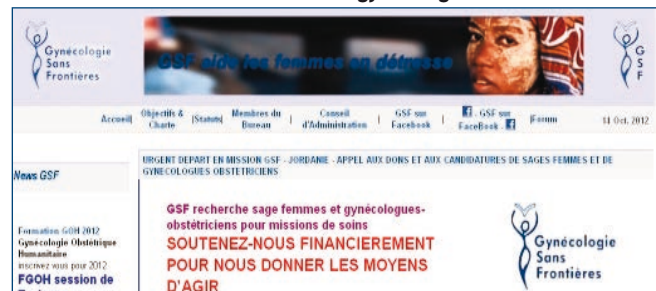 Gynécologie
Sans
Frontières
GSF aide les femmes en détresse
G
S
F
Accueil| Objectifs & Charte |Statuts| Membres du Bureau | Conseil d'Administration | GSF sur Facebook | GSF sur FaceBook |Forum
11 Oct. 2012
News GSF
Formation GOH 2012
Gynécologie Obstétrique
Humanitaire
inscrivez vous pour 2012
FGOH session de
URGENT DEPART EN MISSION GSF - JORDANIE - APPEL AUX DONS ET AUX CANDIDATURES DE SAGES FEMMES ET DE
GYNECOLOGUES OBSTETRICIENS
GSF recherche sage femmes et gynécologues-
obstétriciens pour missions de soins
SOUTENEZ-NOUS FINANCIEREMENT
POUR NOUS DONNER LES MOYENS
D'AGIR
Gynécologie
Sans
Frontières